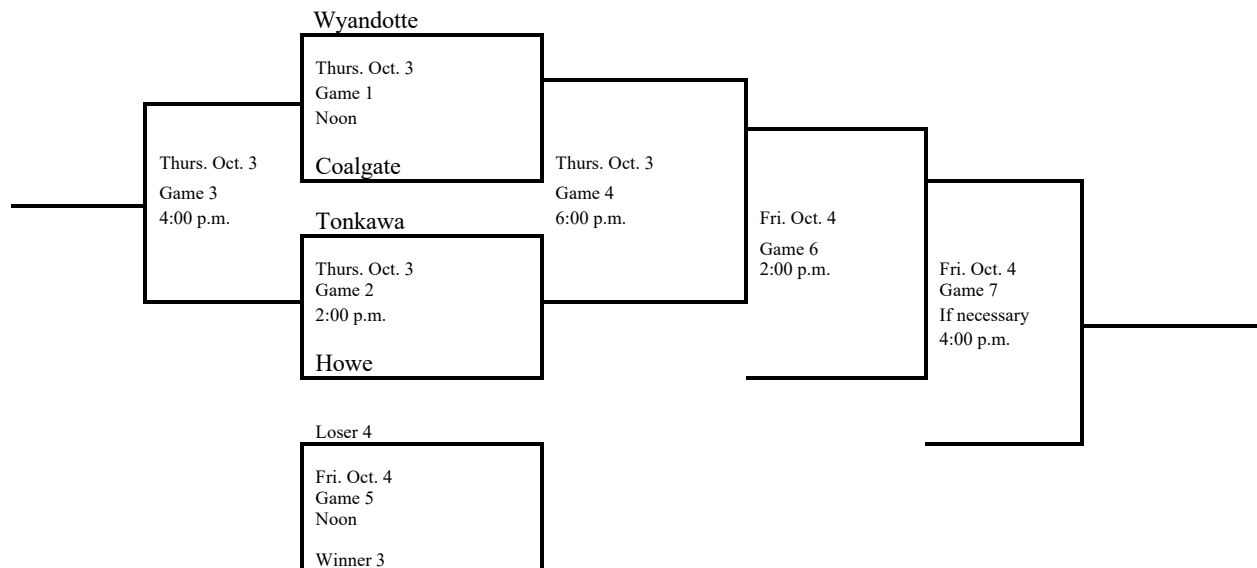 Wyandotte
Thurs. Oct. 3
Game 1
Noon
Coalgate
Thurs. Oct. 3
Game 3
4:00 p.m.
Thurs. Oct. 3
Game 4
6:00 p.m.
Tonkawa
Thurs. Oct. 3
Game 2
2:00 p.m.
Howe
Fri. Oct. 4
Game 6
2:00 p.m.
Fri. Oct. 4
Game 7
If necessary
4:00 p.m.
Loser 4
Fri. Oct. 4
Game 5
Noon
Winner 3